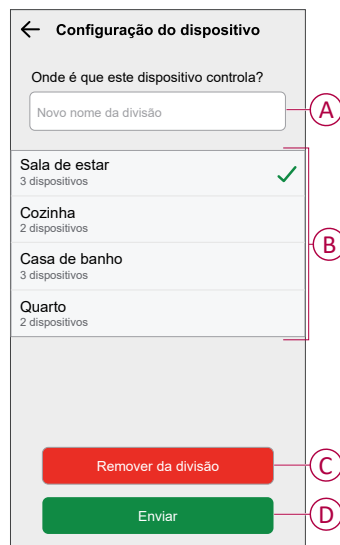 Configuração do dispositivo
Onde é que este dispositivo controla?
Novo nome da divisão
A
Sala de estar
3 dispositivos
Cozinha
2 dispositivos
B
Casa de banho
3 dispositivos
Quarto
2 dispositivos
Remover da divisão
C
Enviar
D